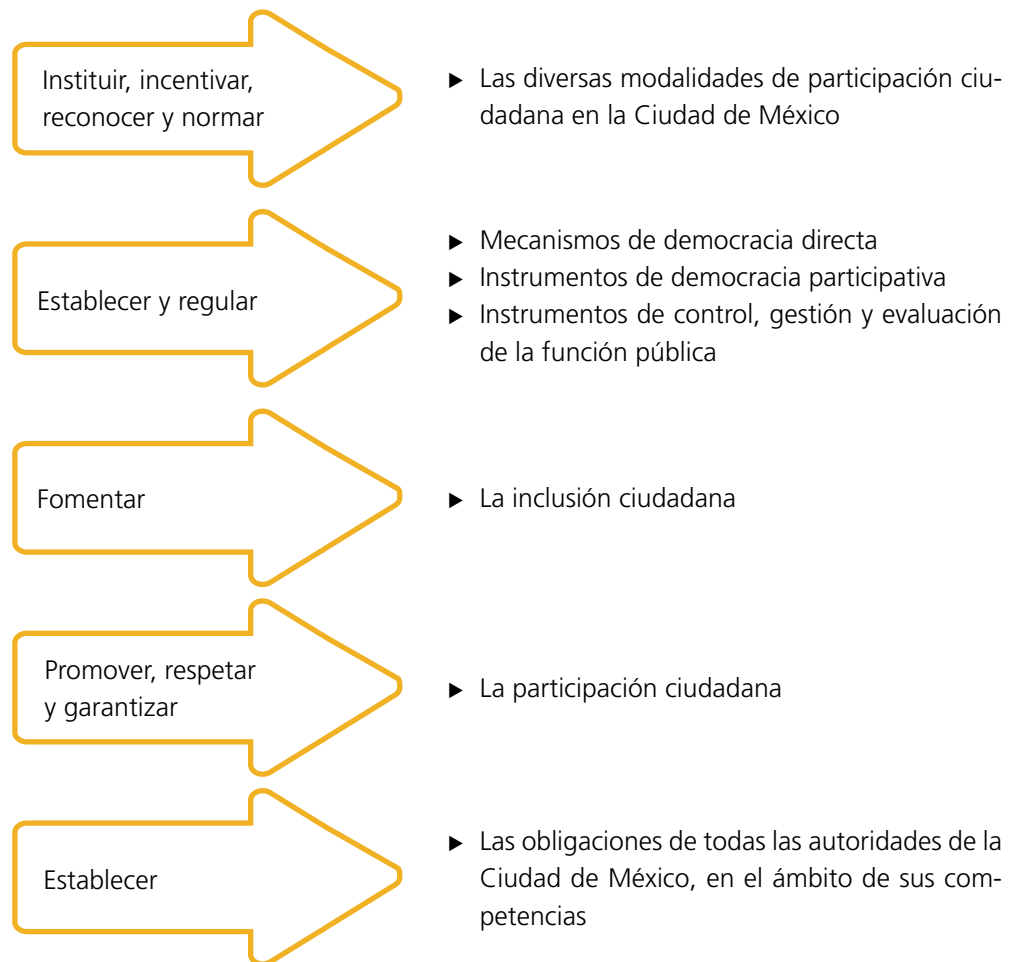 Instituir, incentivar,
reconocer y normar
▶ Las diversas modalidades de participación ciu-
dadana en la Ciudad de México
Establecer y regular
▶ Mecanismos de democracia directa
▶ Instrumentos de democracia participativa
▶ Instrumentos de control, gestión y evaluación
de la función pública
Fomentar
▶ La inclusión ciudadana
Promover, respetar
y garantizar
▶ La participación ciudadana
Establecer
▶ Las obligaciones de todas las autoridades de la
Ciudad de México, en el ámbito de sus com-
petencias